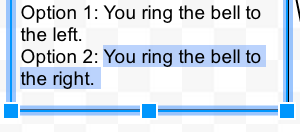 Option 1: You ring the bell to
the left.
Option 2: You ring the bell to
the right.